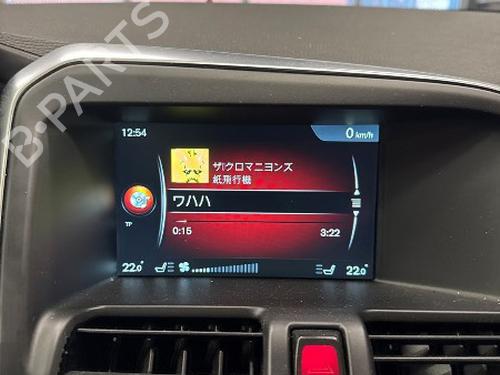 B-PARTS
12:54
0 km/h
ザ・クロマニヨンズ
紙飛行機
ワハハ
TP
0:15
3:22
22.0°
22.0°